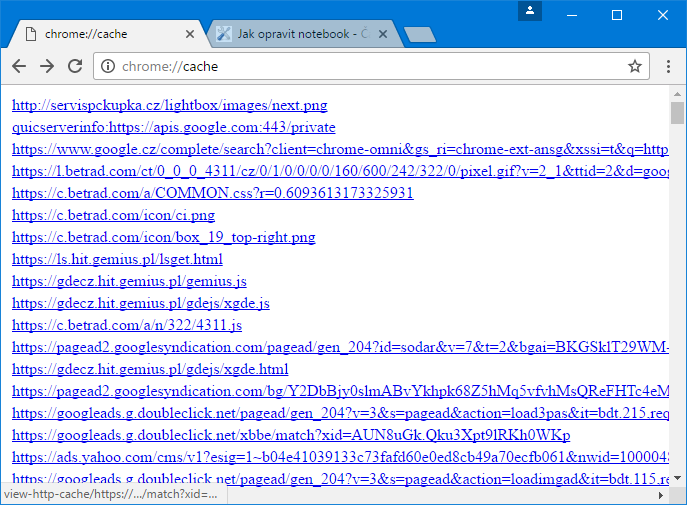 chrome://cache
Jak opravit notebook - Č
chrome://cache
http://servispckupka.cz/lightbox/images/next.png
quicserverinfo:https://apis.google.com:443/private
https://www.google.cz/complete/search?client=chrome-omni&gs_ri=chrome-ext-ansg&xssi=t&q=http
https://l.betrad.com/ct/0_0_0_4311/cz/0/1/0/0/0/0/160/600/242/322/0/pixel.gif?v=2_1&ttid=2&d=goog
https://c.betrad.com/a/COMMON.css?r=0.6093613173325931
https://c.betrad.com/icon/ci.png
https://c.betrad.com/icon/box_19_top-right.png
https://ls.hit.gemius.pl/lsget.html
https://gdecz.hit.gemius.pl/gemius.js
https://gdecz.hit.gemius.pl/gdejs/xgde.js
https://c.betrad.com/a/n/322/4311.js
https://pagead2.googlesyndication.com/pagead/gen_204?id=sodar&v=7&t=2&bgai=BKGSklT29WM-
https://gdecz.hit.gemius.pl/gdejs/xgde.html
https://pagead2.googlesyndication.com/bg/Y2DbBjy0slmABvYkhpk68Z5hMq5vfvhMsQReFHTc4eM
https://googleads.g.doubleclick.net/pagead/gen_204?v=3&s=pagead&action=load3pas&it=bdt.215.req
https://googleads.g.doubleclick.net/xbbe/match?xid=AUN8uGk.Qku3Xpt9lRKh0WKp
https://ads.yahoo.com/cms/v1?esig=1~b04e41039133c73fafd60e0ed8cb49a70ecfb061&nwid=1000048
https://googleads.g.doubleclick.net/pagead/gen_204?v=3&s=pagead&action=loadimgad&it=bdt.115.re
view-http-cache/https://.../match?xid=...